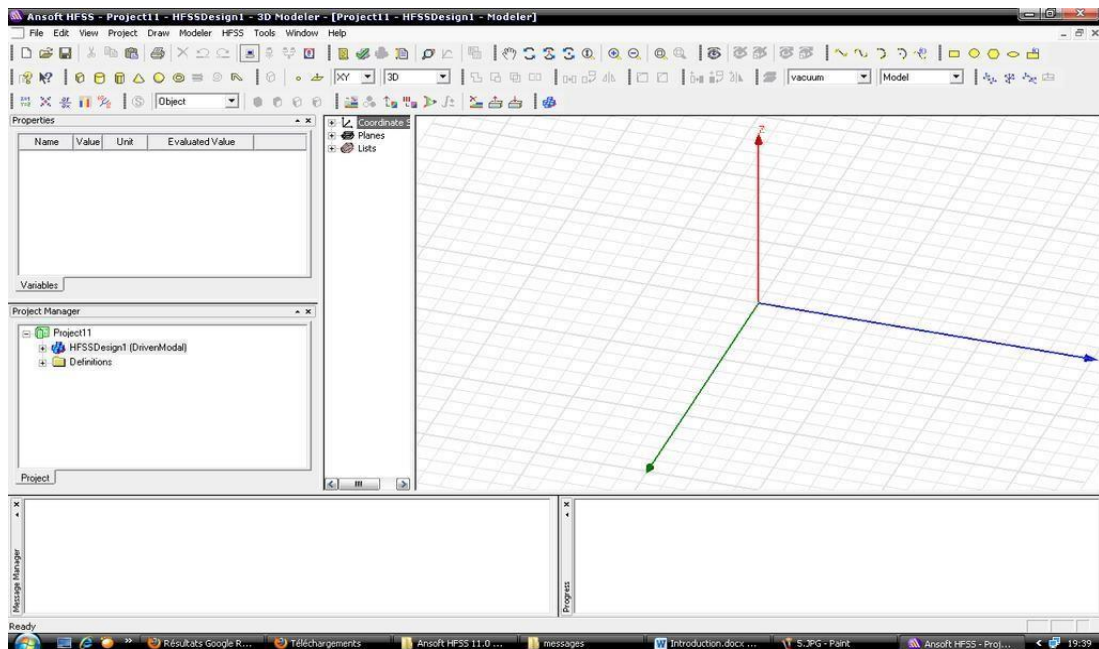 Ansoft HFSS - Project11 - HFSSDesign1 - 3D Modeler - [Project11 - HFSSDesign1 - Modeler]
File Edit View Project Draw Modeler HFSS Tools Window Help
XY 3D vacuum Model
Object
Properties
Name Value Unit Evaluated Value
Variables
Coordinate S
Planes
Lists
Z
Project Manager
Project11
HFSSDesign1 (DrivenModal)
Definitions
Project
Message Manager
Progress
Ready
Résultats Google R... Téléchargements Ansoft HFSS 11.0 ... messages Introduction.docx ... S.JPG - Paint Ansoft HFSS - Proj... 19:39